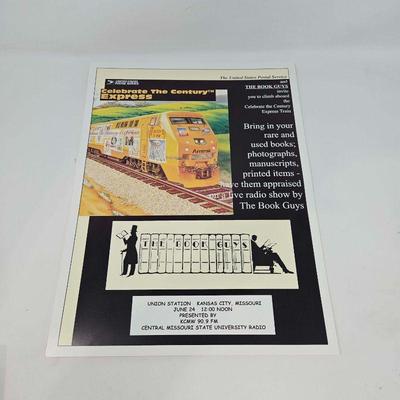 UNITED STATES
POSTAL SERVICE
Celebrate The Century™
Express
Amtrak
The United States Postal Service
and
THE BOOK GUYS
invite
you to climb aboard
the
Celebrate the Century
Express Train
Bring in your
rare and
used books;
photographs,
manuscripts,
printed items -
have them appraised
on a live radio show by
The Book Guys
THE BOOK GUYS
UNION STATION KANSAS CITY, MISSOURI
JUNE 24 12:00 NOON
PRESENTED BY
KCMW 90.9 FM
CENTRAL MISSOURI STATE UNIVERSITY RADIO